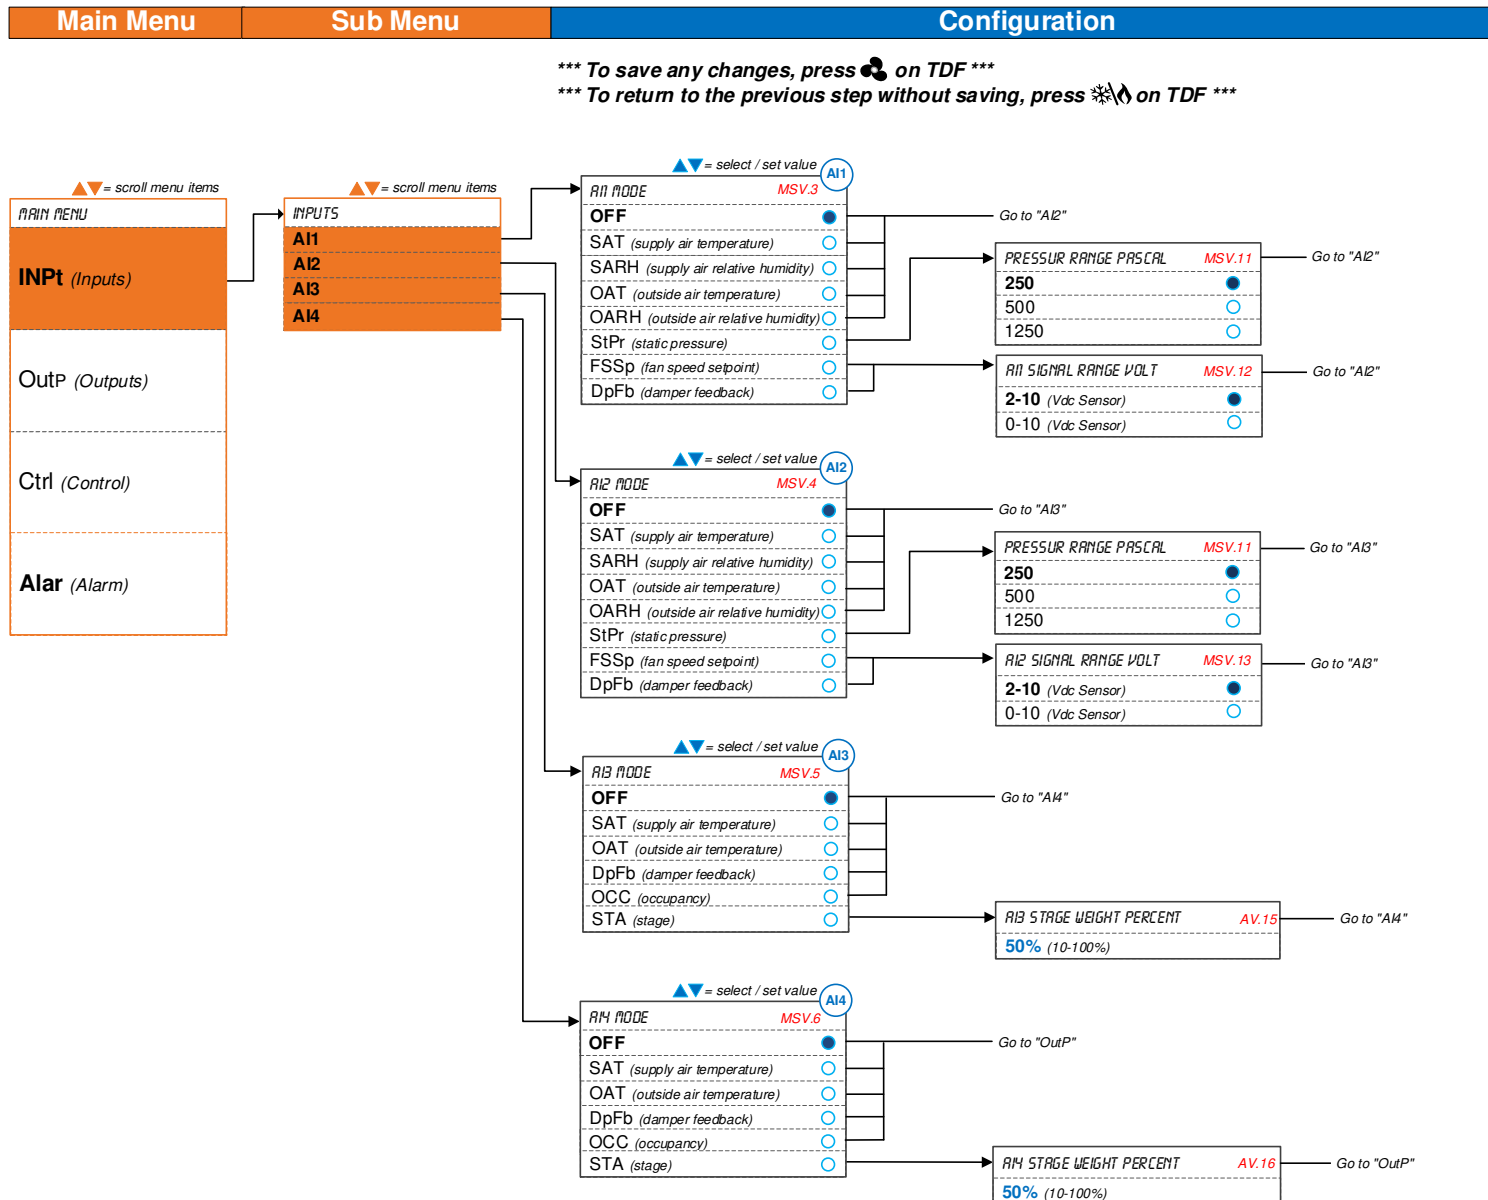 Main Menu
Sub Menu
Configuration
*** To save any changes, press on TDF ***
*** To return to the previous step without saving, press on TDF ***
= scroll menu items
MAIN MENU
INPt (Inputs)
OutP (Outputs)
Ctrl (Control)
Alar (Alarm)
= scroll menu items
INPUTS
AI1
AI2
AI3
AI4
= select / set value
AI1
AI1 MODE MSV.3
OFF
SAT (supply air temperature)
SARH (supply air relative humidity)
OAT (outside air temperature)
OARH (outside air relative humidity)
StPr (static pressure)
FSSp (fan speed setpoint)
DpFb (damper feedback)
Go to "AI2"
PRESSUR RANGE PASCAL MSV.11
250
500
1250
Go to "AI2"
AI1 SIGNAL RANGE VOLT MSV.12
2-10 (Vdc Sensor)
0-10 (Vdc Sensor)
Go to "AI2"
= select / set value
AI2
AI2 MODE MSV.4
OFF
SAT (supply air temperature)
SARH (supply air relative humidity)
OAT (outside air temperature)
OARH (outside air relative humidity)
StPr (static pressure)
FSSp (fan speed setpoint)
DpFb (damper feedback)
Go to "AI3"
PRESSUR RANGE PASCAL MSV.11
250
500
1250
Go to "AI3"
AI2 SIGNAL RANGE VOLT MSV.13
2-10 (Vdc Sensor)
0-10 (Vdc Sensor)
Go to "AI3"
= select / set value
AI3
AI3 MODE MSV.5
OFF
SAT (supply air temperature)
OAT (outside air temperature)
DpFb (damper feedback)
OCC (occupancy)
STA (stage)
Go to "AI4"
AI3 STAGE WEIGHT PERCENT AV.15
50% (10-100%)
Go to "AI4"
= select / set value
AI4
AI4 MODE MSV.6
OFF
SAT (supply air temperature)
OAT (outside air temperature)
DpFb (damper feedback)
OCC (occupancy)
STA (stage)
Go to "OutP"
AI4 STAGE WEIGHT PERCENT AV.16
50% (10-100%)
Go to "OutP"